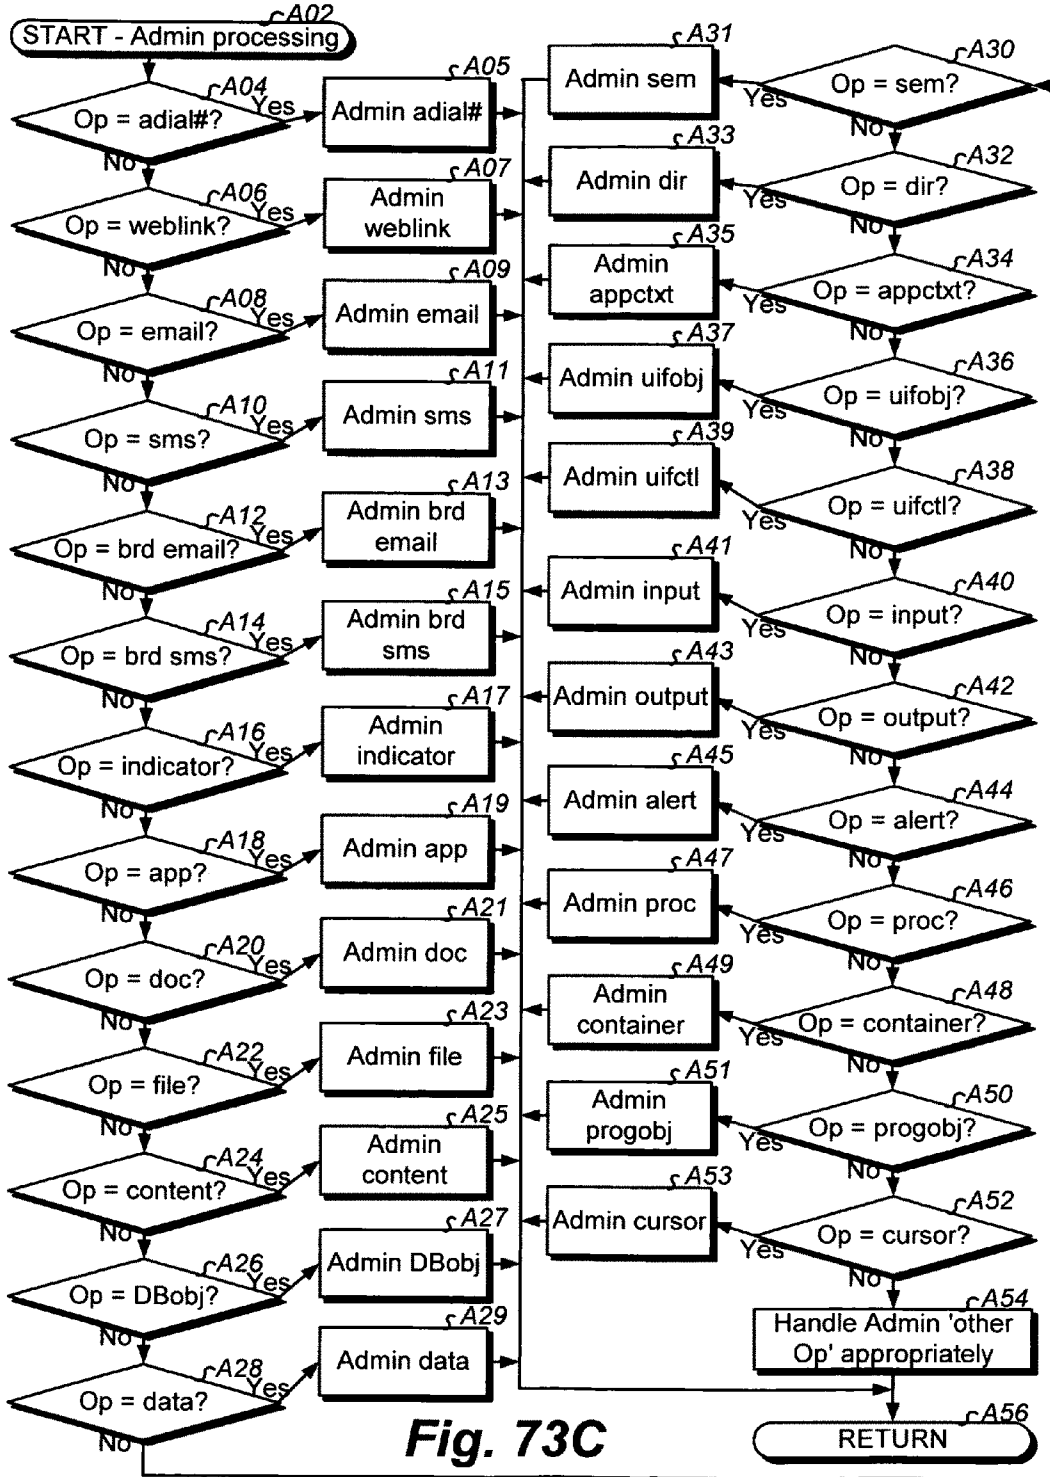 A02
START - Admin processing
A04
Op = adial#?
Yes
No
A05
Admin adial#
A06
Op = weblink?
Yes
No
A07
Admin
weblink
A08
Op = email?
Yes
No
A09
Admin email
A10
Op = sms?
Yes
No
A11
Admin sms
A12
Op = brd email?
Yes
No
A13
Admin brd
email
A14
Op = brd sms?
Yes
No
A15
Admin brd
sms
A16
Op = indicator?
Yes
No
A17
Admin
indicator
A18
Op = app?
Yes
No
A19
Admin app
A20
Op = doc?
Yes
No
A21
Admin doc
A22
Op = file?
Yes
No
A23
Admin file
A24
Op = content?
Yes
No
A25
Admin
content
A26
Op = DBobj?
Yes
No
A27
Admin DBobj
A28
Op = data?
Yes
No
A29
Admin data
A30
Op = sem?
Yes
No
A31
Admin sem
A32
Op = dir?
Yes
No
A33
Admin dir
A34
Op = appctxt?
Yes
No
A35
Admin
appctxt
A36
Op = uifobj?
Yes
No
A37
Admin uifobj
A38
Op = uifctl?
Yes
No
A39
Admin uifctl
A40
Op = input?
Yes
No
A41
Admin input
A42
Op = output?
Yes
No
A43
Admin output
A44
Op = alert?
Yes
No
A45
Admin alert
A46
Op = proc?
Yes
No
A47
Admin proc
A48
Op = container?
Yes
No
A49
Admin
container
A50
Op = progobj?
Yes
No
A51
Admin
progobj
A52
Op = cursor?
Yes
No
A53
Admin cursor
A54
Handle Admin 'other
Op' appropriately
A56
RETURN
Fig. 73C